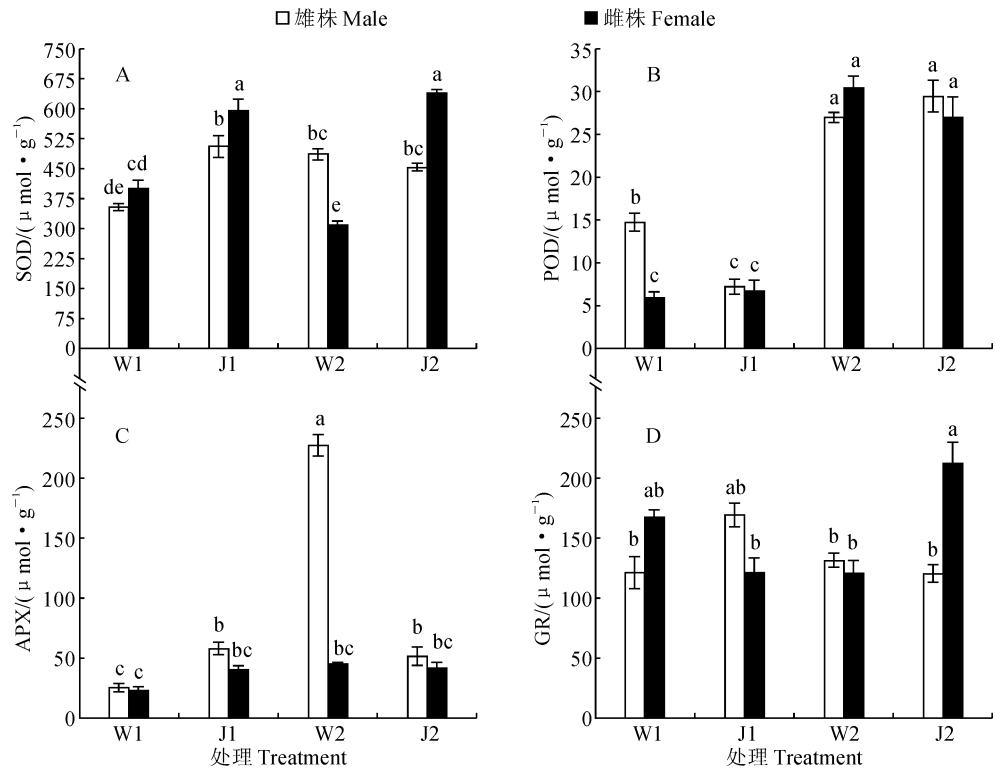 雄株 Male 雌株 Female
A
SOD/(μ mol·g⁻¹)
750
675
600
525
450
375
300
225
150
75
0
de cd b a bc e bc a
W1 J1 W2 J2
B
POD/(μ mol·g⁻¹)
35
30
25
20
15
10
5
0
b c c c a a a a
W1 J1 W2 J2
C
APX/(μ mol·g⁻¹)
250
200
150
100
50
0
c c b bc a bc b bc
W1 J1 W2 J2
处理 Treatment
D
GR/(μ mol·g⁻¹)
250
200
150
100
50
0
b ab ab b b b b a
W1 J1 W2 J2
处理 Treatment